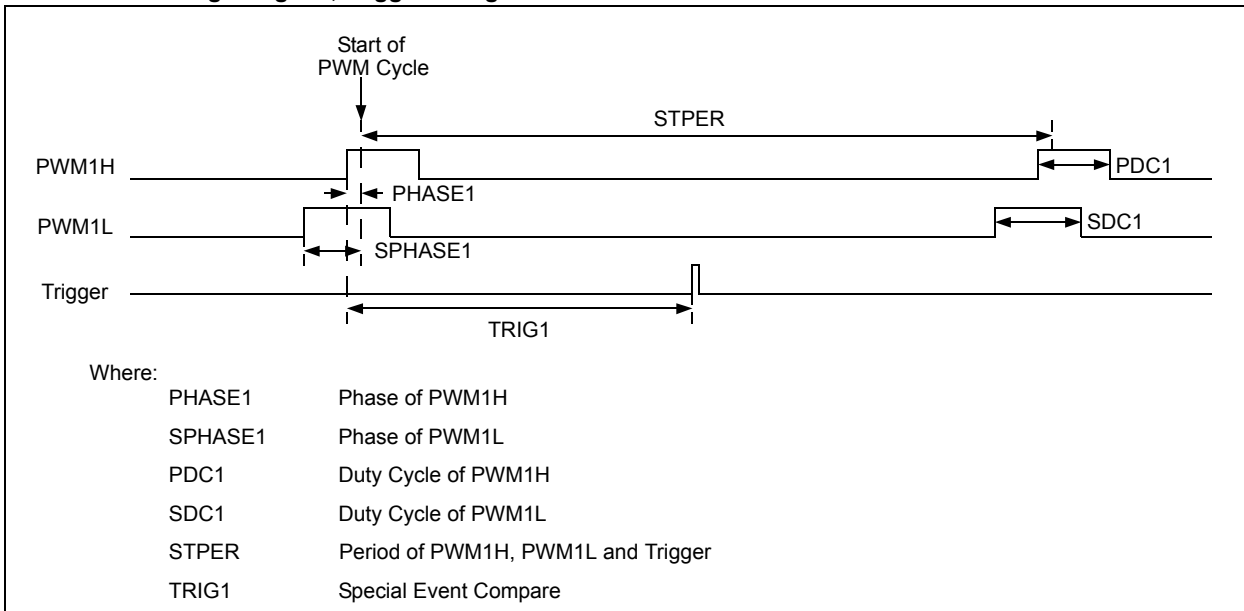 Start of
PWM Cycle
STPER
PWM1H
PDC1
PHASE1
PWM1L
SDC1
SPHASE1
Trigger
TRIG1
Where:
PHASE1 Phase of PWM1H
SPHASE1 Phase of PWM1L
PDC1 Duty Cycle of PWM1H
SDC1 Duty Cycle of PWM1L
STPER Period of PWM1H, PWM1L and Trigger
TRIG1 Special Event Compare